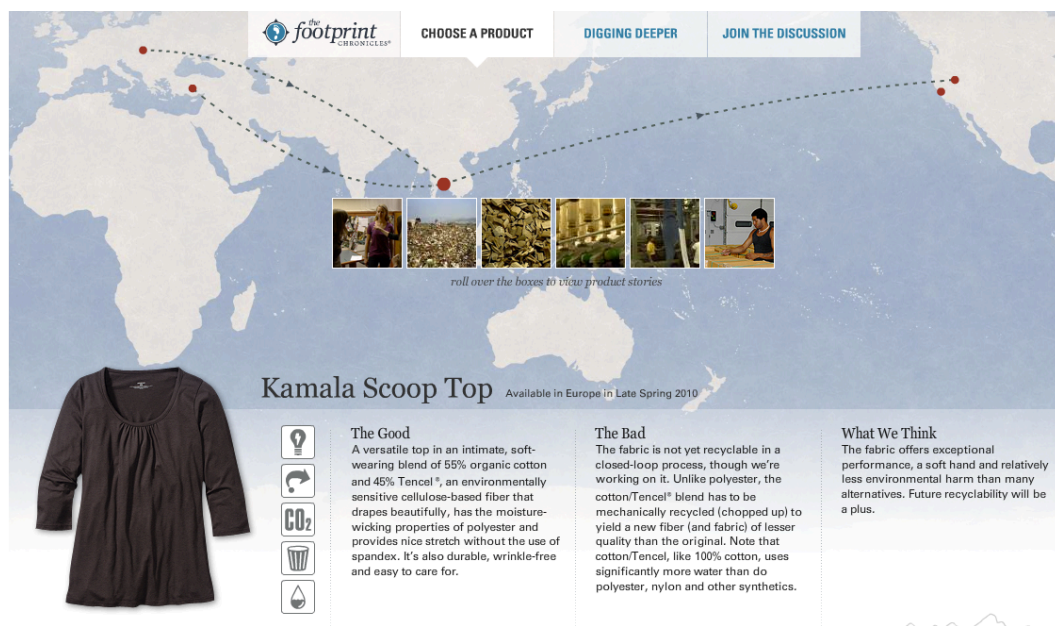 the
footprint
CHRONICLES®
CHOOSE A PRODUCT
DIGGING DEEPER
JOIN THE DISCUSSION
roll over the boxes to view product stories
Kamala Scoop Top
Available in Europe in Late Spring 2010
CO2
The Good
A versatile top in an intimate, soft-
wearing blend of 55% organic cotton
and 45% Tencel ®, an environmentally
sensitive cellulose-based fiber that
drapes beautifully, has the moisture-
wicking properties of polyester and
provides nice stretch without the use of
spandex. It's also durable, wrinkle-free
and easy to care for.
The Bad
The fabric is not yet recyclable in a
closed-loop process, though we're
working on it. Unlike polyester, the
cotton/Tencel® blend has to be
mechanically recycled (chopped up) to
yield a new fiber (and fabric) of lesser
quality than the original. Note that
cotton/Tencel, like 100% cotton, uses
significantly more water than do
polyester, nylon and other synthetics.
What We Think
The fabric offers exceptional
performance, a soft hand and relatively
less environmental harm than many
alternatives. Future recyclability will be
a plus.